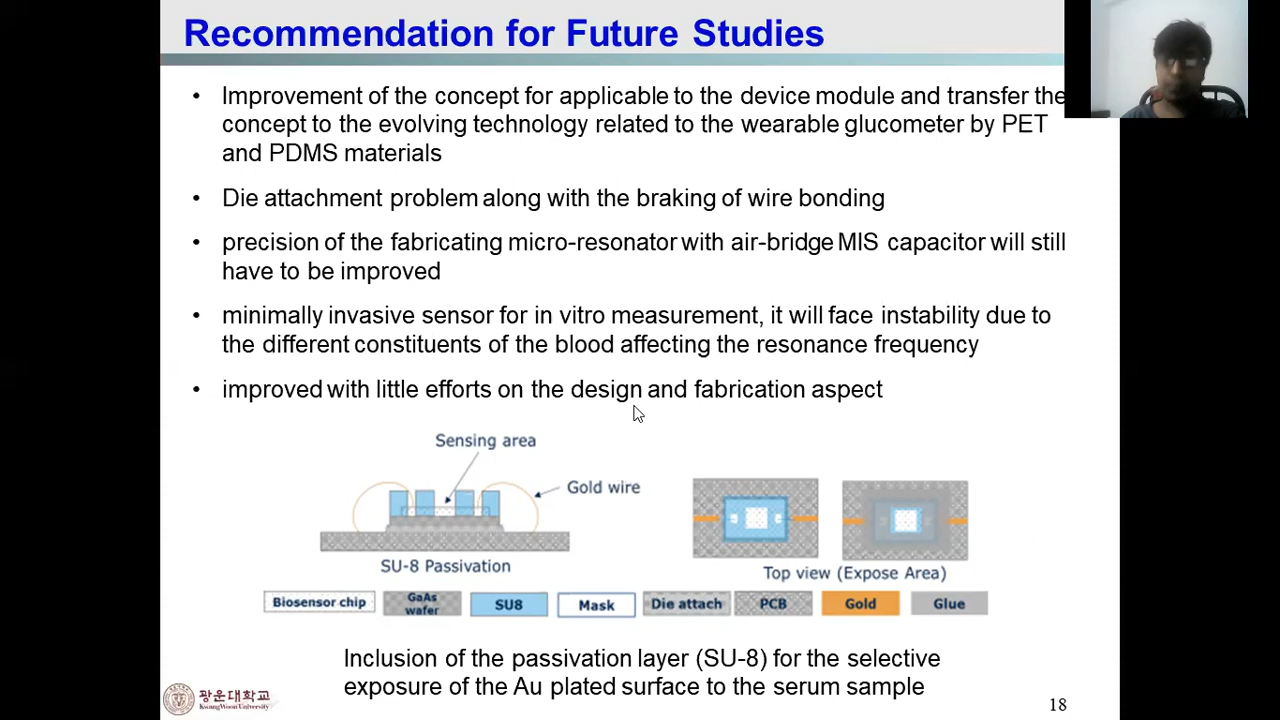 Recommendation for Future Studies
• Improvement of the concept for applicable to the device module and transfer the
concept to the evolving technology related to the wearable glucometer by PET
and PDMS materials
• Die attachment problem along with the braking of wire bonding
• precision of the fabricating micro-resonator with air-bridge MIS capacitor will still
have to be improved
• minimally invasive sensor for in vitro measurement, it will face instability due to
the different constituents of the blood affecting the resonance frequency
• improved with little efforts on the design and fabrication aspect
Sensing area
Gold wire
SU-8 Passivation
Top view (Expose Area)
Biosensor chip
GaAs
wafer
SU8
Mask
Die attach
PCB
Gold
Glue
Inclusion of the passivation layer (SU-8) for the selective
exposure of the Au plated surface to the serum sample
광운대학교
KwangWoon University
18